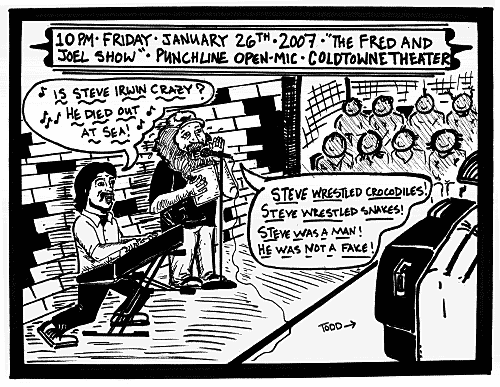 10 PM · FRIDAY · JANUARY 26TH · 2007 · "THE FRED AND
JOEL SHOW" · PUNCHLINE OPEN-MIC · COLDTOWNE THEATER
♪ IS STEVE IRWIN CRAZY?
♪♪♪ HE DIED OUT ♪♪
AT SEA!
STEVE WRESTLED CROCODILES!
STEVE WRESTLED SNAKES!
STEVE WAS A MAN!
HE WAS NOT A FAKE!
TODD →